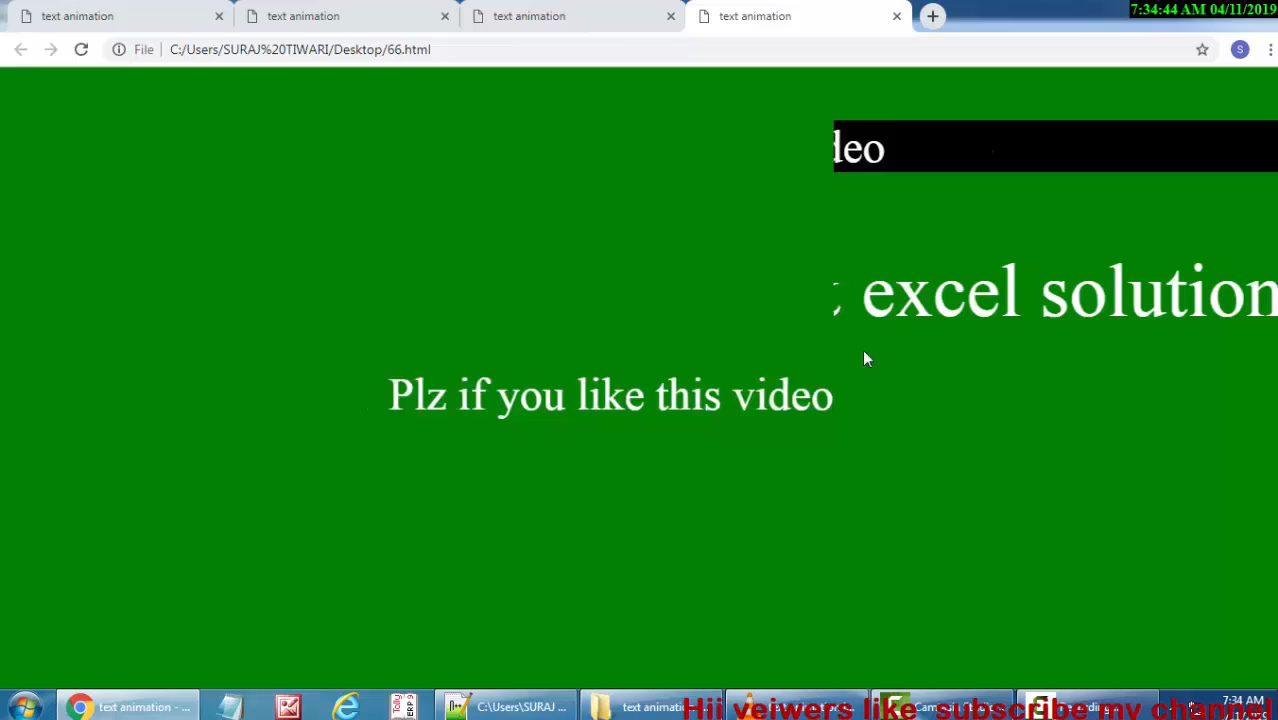 text animation
text animation
text animation
text animation
7:34:44 AM 04/11/2019
File C:/Users/SURAJ%20TIWARI/Desktop/66.html
S
deo
excel solution
Plz if you like this video
text animation - ...
C:\Users\SURAJ ...
text animati
7:34 AM
Hii veiwers like subscribe my channel